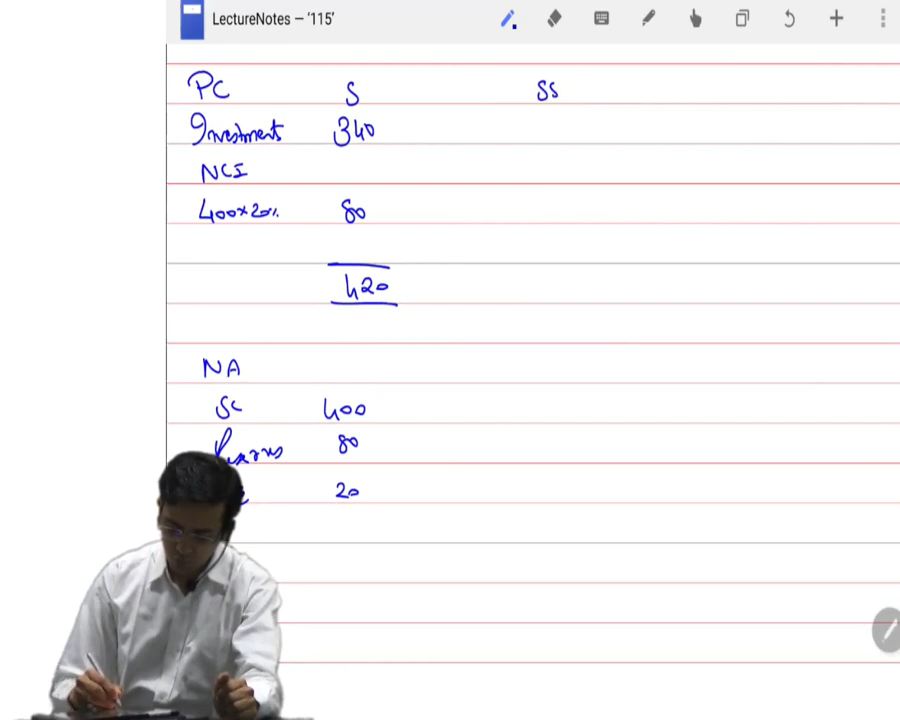 LectureNotes – '115'
PC S SS
Investment 340
NCI
400×20% 80
420
NA
SC 400
80
20